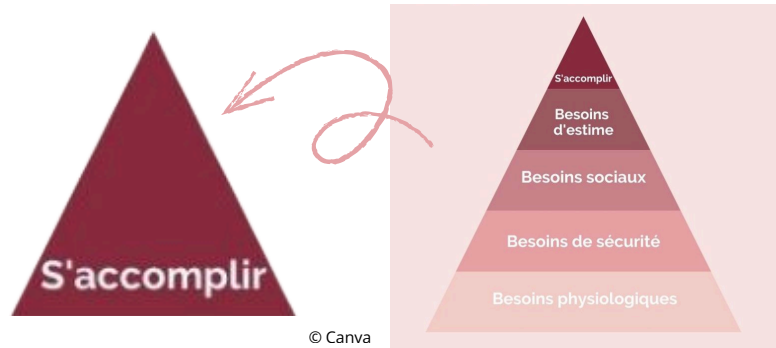 S'accomplir
© Canva
S'accomplir
Besoins
d'estime
Besoins sociaux
Besoins de sécurité
Besoins physiologiques